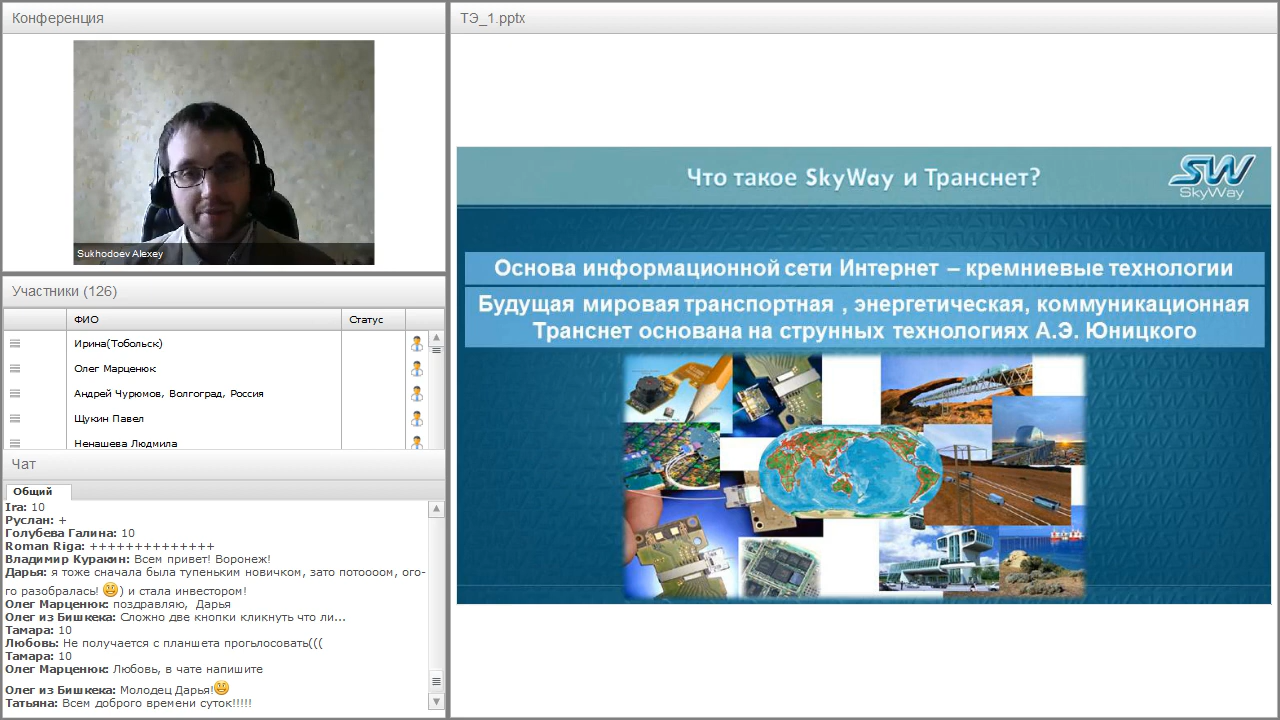 Конференция
Sukhodoev Alexey
Участники (126)
ФИО
Статус
Ирина(Тобольск)
Олег Марценюк
Андрей Чурюмов, Волгоград, Россия
Щукин Павел
Ненашева Людмила
Чат
Общий
Ira: 10
Руслан: +
Голубева Галина: 10
Roman Riga: ++++++++++++++
Владимир Куракин: Всем привет! Воронеж!
Дарья: я тоже сначала была тупеньким новичком, зато потоооом, ого-
го разобралась! ) и стала инвестором!
Олег Марценюк: поздравляю, Дарья
Олег из Бишкека: Сложно две кнопки кликнуть что ли...
Тамара: 10
Любовь: Не получается с планшета прогьлосовать(((
Тамара: 10
Олег Марценюк: Любовь, в чате напишите
Олег из Бишкека: Молодец Дарья!
Татьяна: Всем доброго времени суток!!!!!
ТЭ_1.pptx
Что такое SkyWay и Транснет?
SW
SkyWay
Основа информационной сети Интернет – кремниевые технологии
Будущая мировая транспортная , энергетическая, коммуникационная
Транснет основана на струнных технологиях А.Э. Юницкого